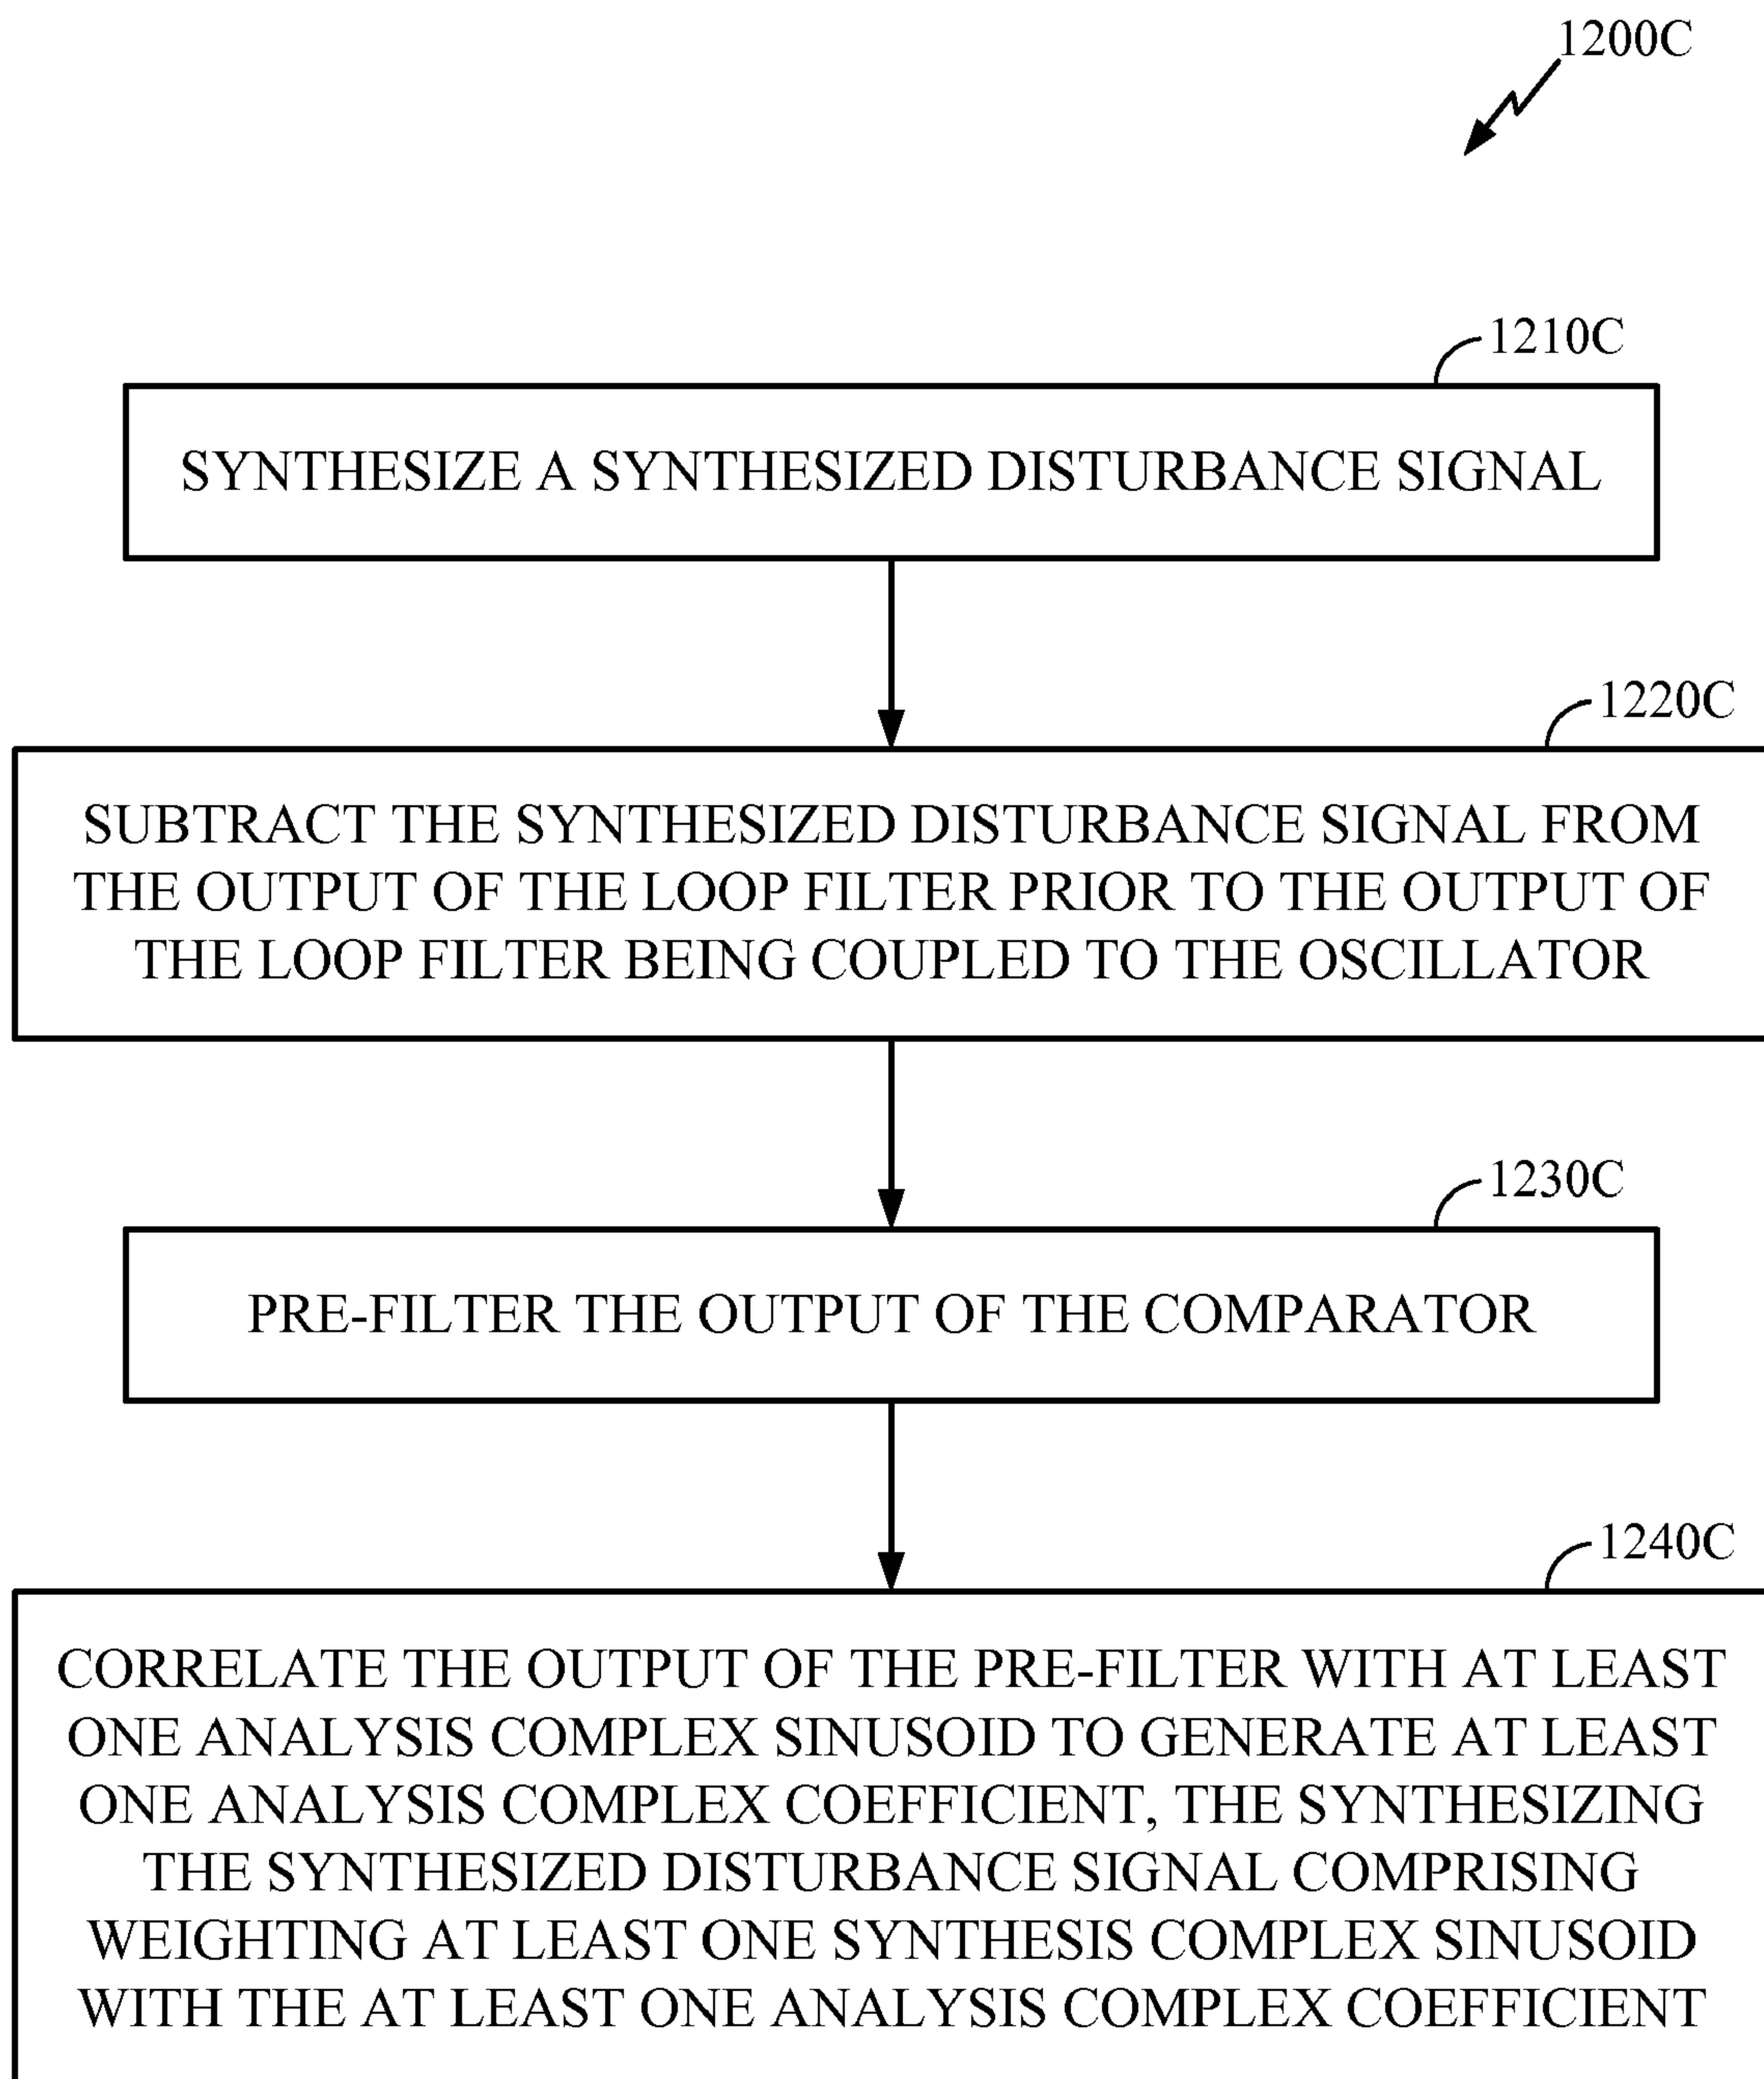 1200C
1210C
SYNTHESIZE A SYNTHESIZED DISTURBANCE SIGNAL
1220C
SUBTRACT THE SYNTHESIZED DISTURBANCE SIGNAL FROM
THE OUTPUT OF THE LOOP FILTER PRIOR TO THE OUTPUT OF
THE LOOP FILTER BEING COUPLED TO THE OSCILLATOR
1230C
PRE-FILTER THE OUTPUT OF THE COMPARATOR
1240C
CORRELATE THE OUTPUT OF THE PRE-FILTER WITH AT LEAST
ONE ANALYSIS COMPLEX SINUSOID TO GENERATE AT LEAST
ONE ANALYSIS COMPLEX COEFFICIENT, THE SYNTHESIZING
THE SYNTHESIZED DISTURBANCE SIGNAL COMPRISING
WEIGHTING AT LEAST ONE SYNTHESIS COMPLEX SINUSOID
WITH THE AT LEAST ONE ANALYSIS COMPLEX COEFFICIENT